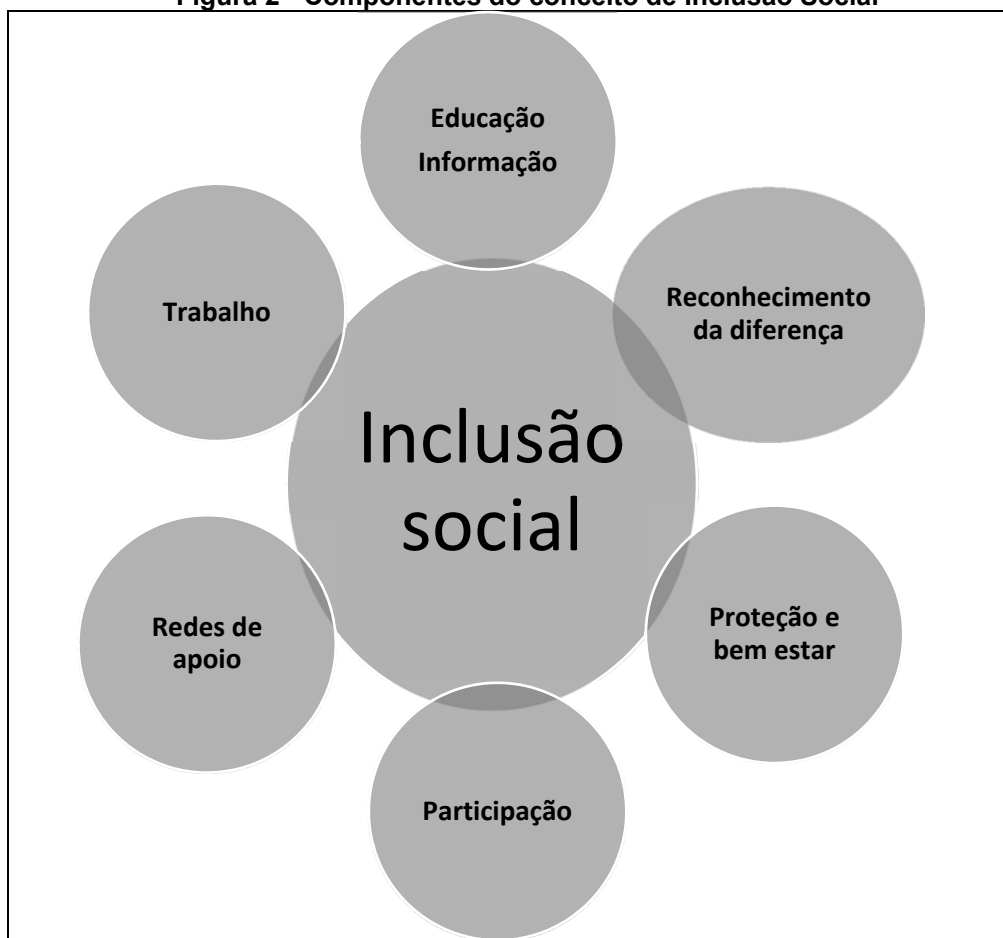 Figura 2 - Componentes do conceito de Inclusão Social
Educação
Informação
Trabalho
Reconhecimento
da diferença
Inclusão
social
Redes de
apoio
Proteção e
bem estar
Participação